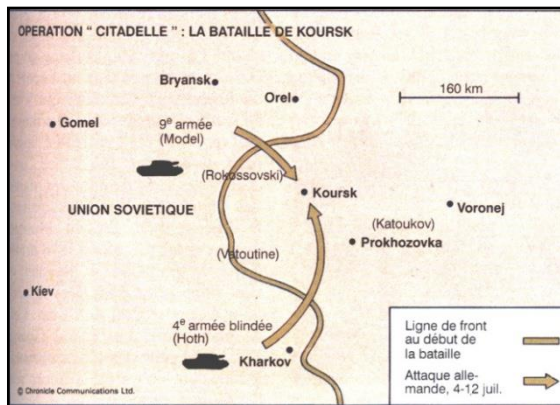 OPERATION “ CITADELLE ” : LA BATAILLE DE KOURSK
Bryansk
Orel
160 km
Gomel
9e armée
(Model)
(Rokossovski)
Koursk
UNION SOVIETIQUE
Voronej
(Katoukov)
Prokhozovka
(Vatoutine)
Kiev
4e armée blindée
(Hoth)
Kharkov
Ligne de front
au début de
la bataille
Attaque alle-
mande, 4-12 juil.
© Chronicle Communications Ltd.